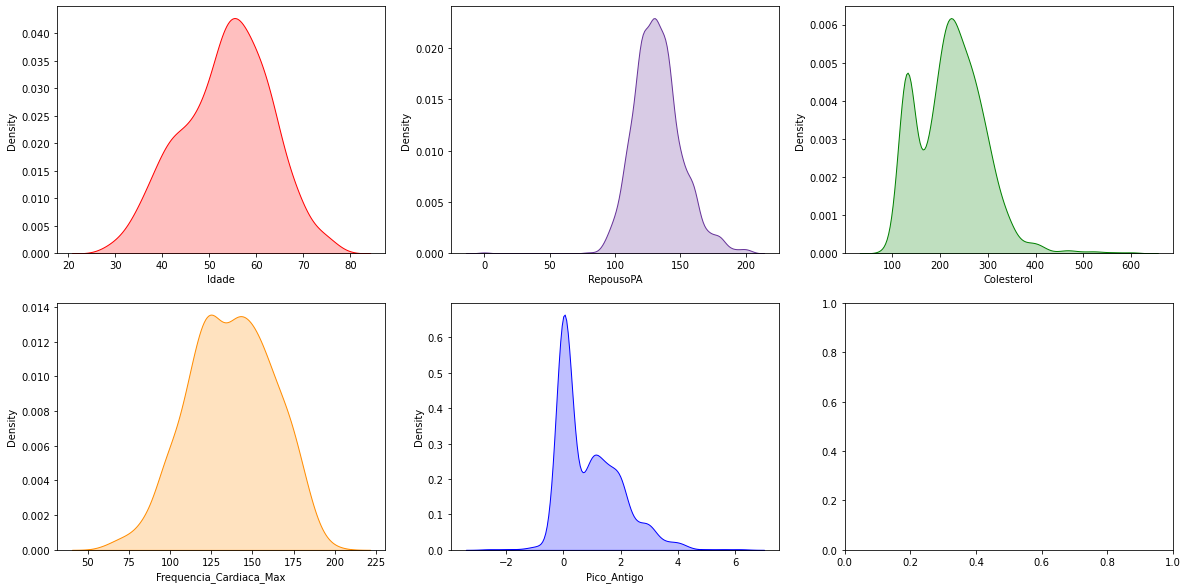 0.040
0.035
0.030
0.025
0.020
0.015
0.010
0.005
0.000
Density
20 30 40 50 60 70 80
Idade
0.020
0.015
0.010
0.005
0.000
Density
0 50 100 150 200
RepousoPA
0.006
0.005
0.004
0.003
0.002
0.001
0.000
Density
100 200 300 400 500 600
Colesterol
0.014
0.012
0.010
0.008
0.006
0.004
0.002
0.000
Density
50 75 100 125 150 175 200 225
Frequencia_Cardiaca_Max
0.6
0.5
0.4
0.3
0.2
0.1
0.0
Density
−2 0 2 4 6
Pico_Antigo
1.0
0.8
0.6
0.4
0.2
0.0
0.0 0.2 0.4 0.6 0.8 1.0